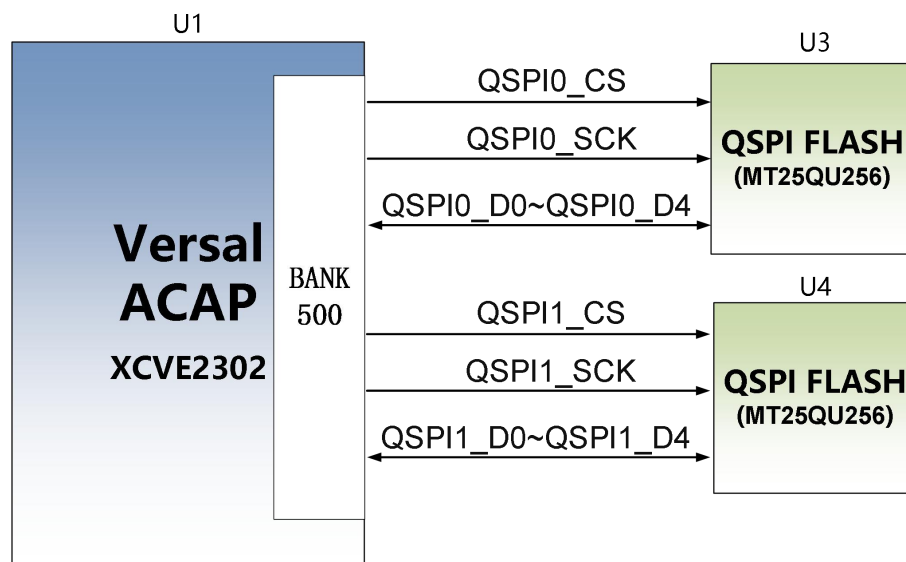 U1
Versal
ACAP
XCVE2302
BANK
500
QSPI0_CS
QSPI0_SCK
QSPI0_D0~QSPI0_D4
U3
QSPI FLASH
(MT25QU256)
QSPI1_CS
QSPI1_SCK
QSPI1_D0~QSPI1_D4
U4
QSPI FLASH
(MT25QU256)